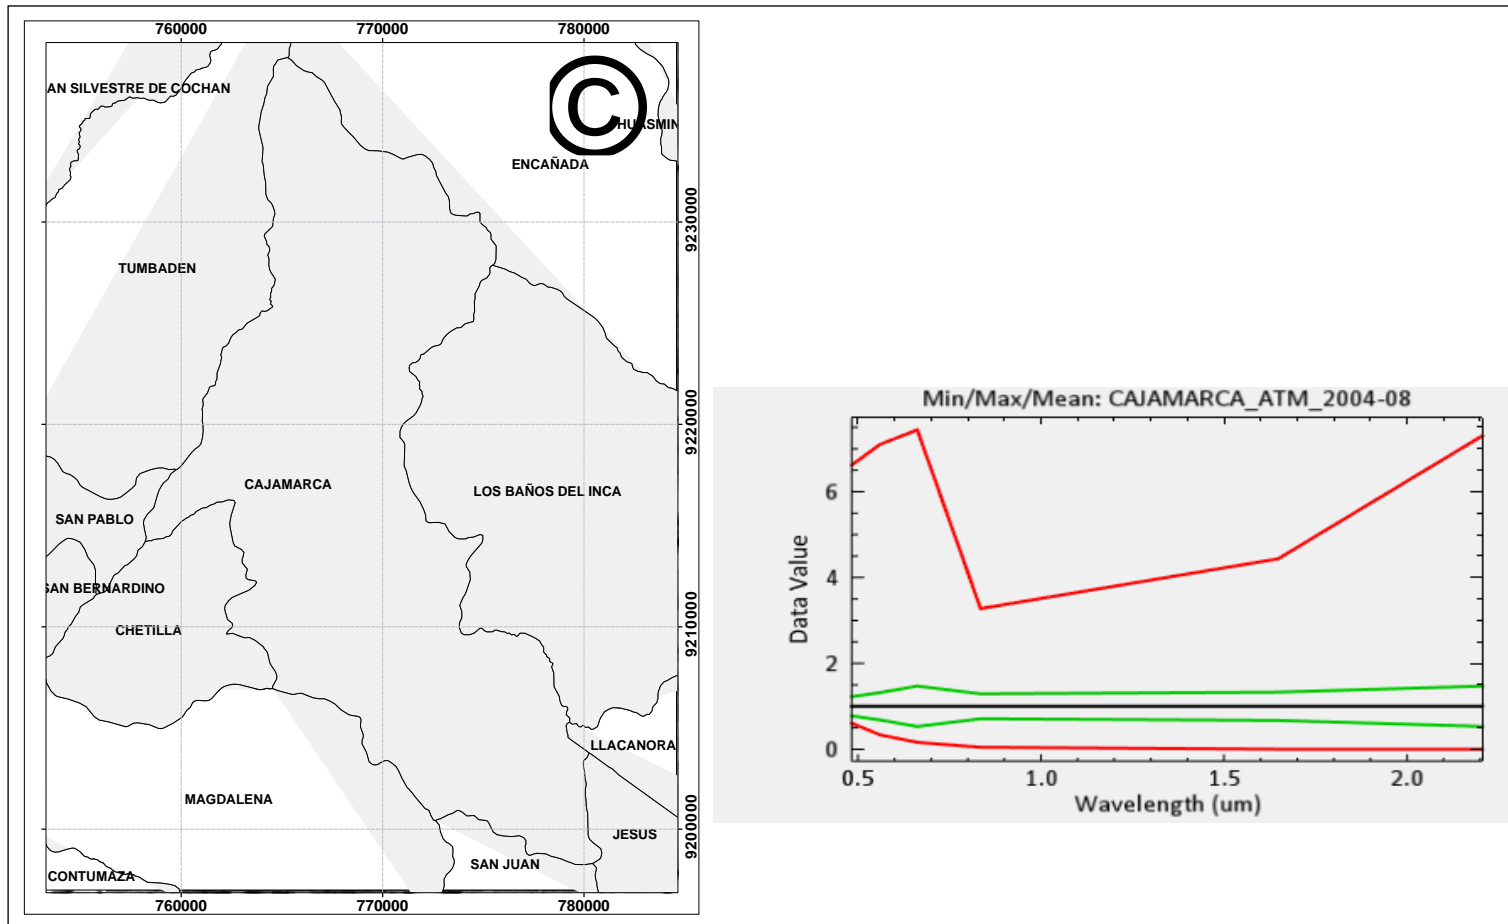 760000 770000 780000
AN SILVESTRE DE COCHAN
C
HUASMIN
ENCAÑADA
9230000
TUMBADEN
9220000
CAJAMARCA
LOS BAÑOS DEL INCA
SAN PABLO
SAN BERNARDINO
CHETILLA
9210000
LLACANORA
MAGDALENA
JESUS
9200000
SAN JUAN
CONTUMAZA
760000 770000 780000
Min/Max/Mean: CAJAMARCA_ATM_2004-08
Data Value
6
4
2
0
0.5 1.0 1.5 2.0
Wavelength (um)